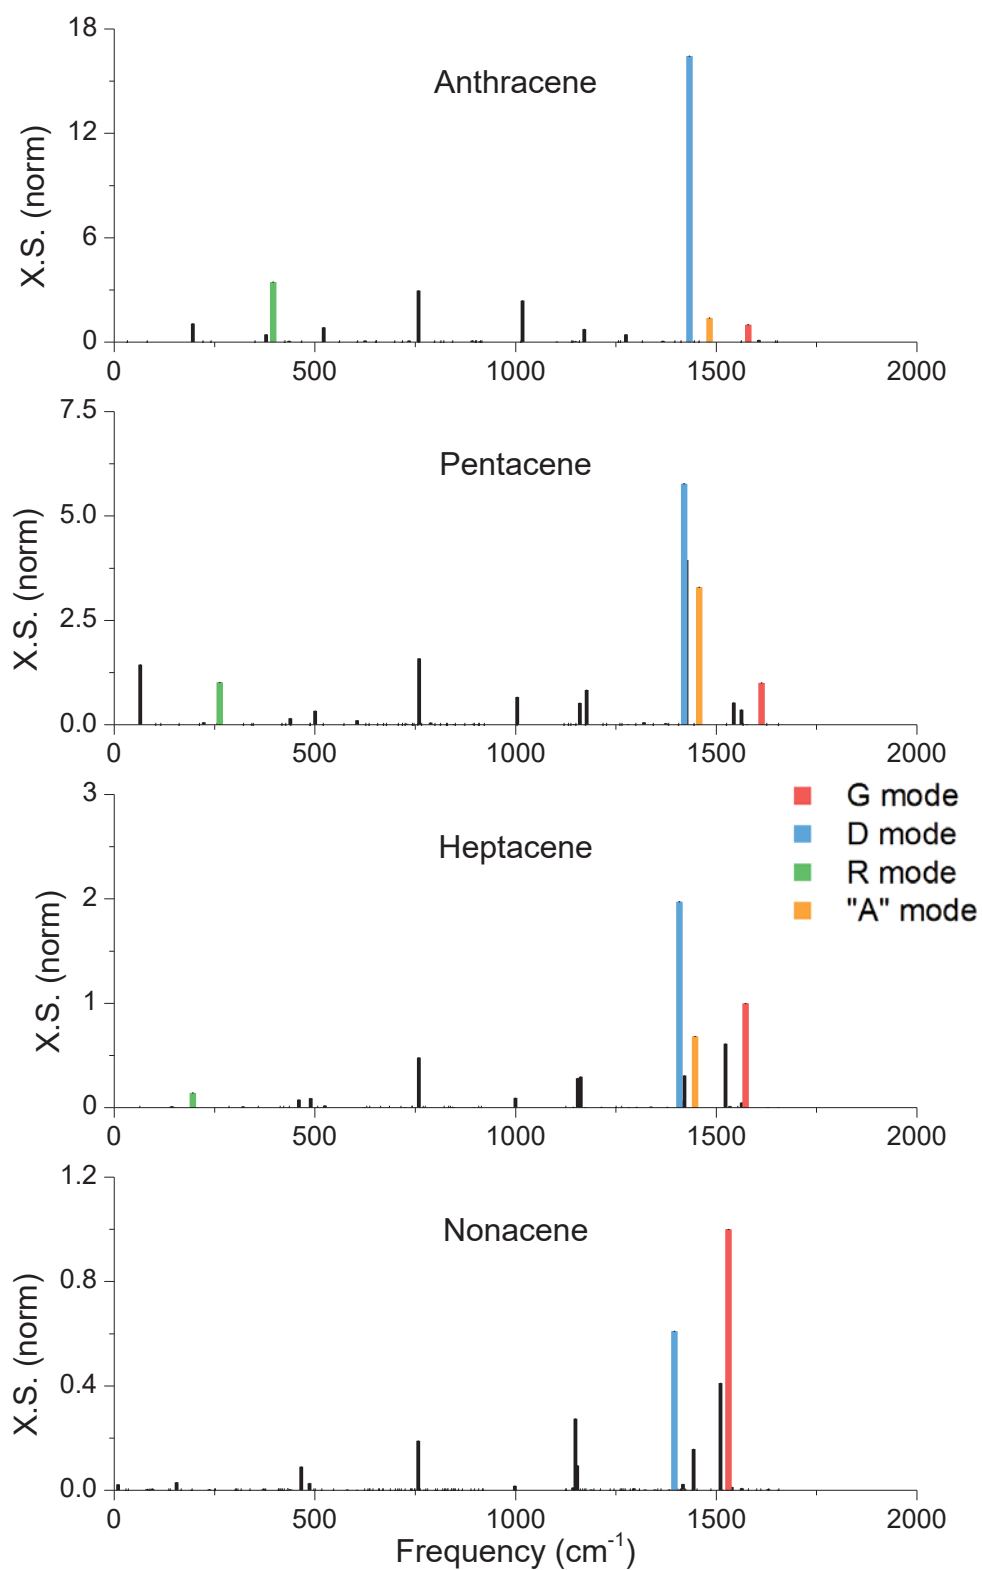 18
12
6
0
X.S. (norm)
Anthracene
0 500 1000 1500 2000
7.5
5.0
2.5
0.0
X.S. (norm)
Pentacene
0 500 1000 1500 2000
3
2
1
0
X.S. (norm)
Heptacene
G mode
D mode
R mode
"A" mode
0 500 1000 1500 2000
1.2
0.8
0.4
0.0
X.S. (norm)
Nonacene
0 500 1000 1500 2000
Frequency (cm⁻¹)